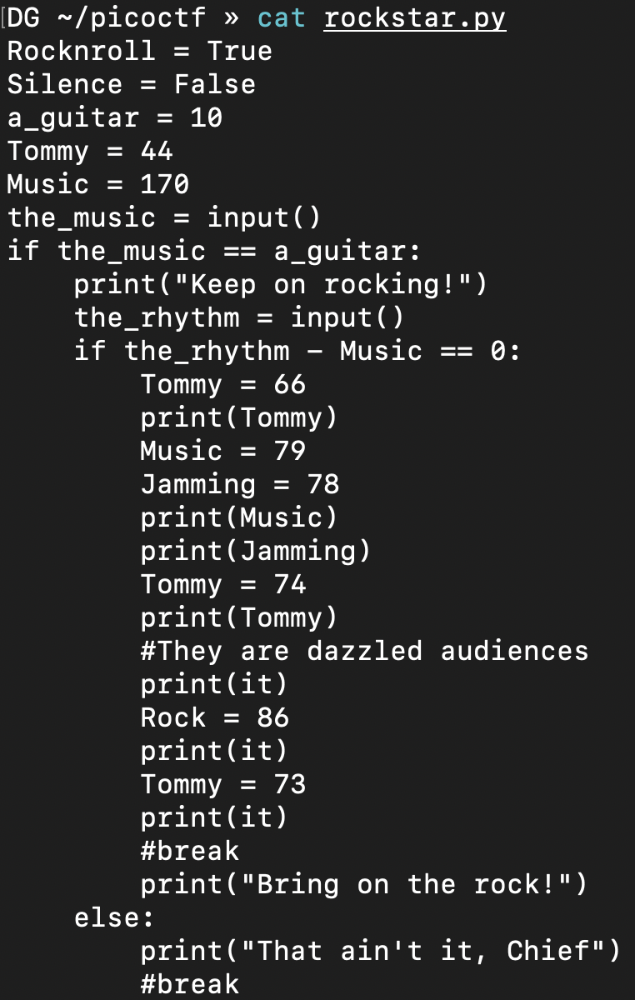 DG ~/picoctf » cat rockstar.py
Rocknroll = True
Silence = False
a_guitar = 10
Tommy = 44
Music = 170
the_music = input()
if the_music == a_guitar:
    print("Keep on rocking!")
    the_rhythm = input()
    if the_rhythm - Music == 0:
        Tommy = 66
        print(Tommy)
        Music = 79
        Jamming = 78
        print(Music)
        print(Jamming)
        Tommy = 74
        print(Tommy)
        #They are dazzled audiences
        print(it)
        Rock = 86
        print(it)
        Tommy = 73
        print(it)
        #break
        print("Bring on the rock!")
    else:
        print("That ain't it, Chief")
        #break